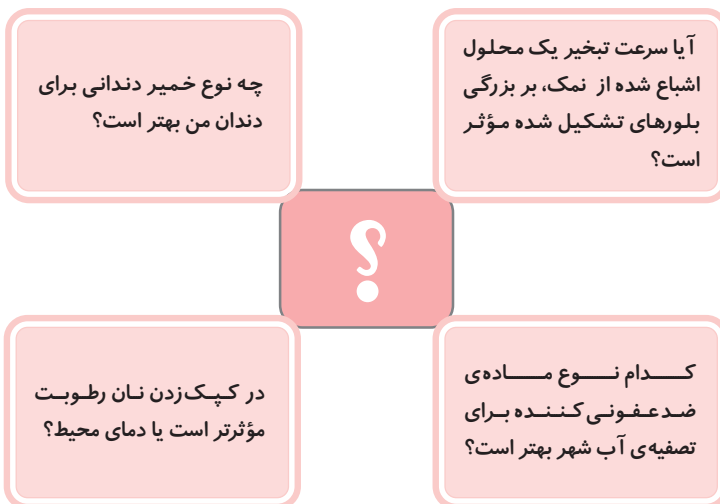 آیا سرعت تبخیر یک محلول
اشباع شده از نمک، بر بزرگی
بلورهای تشکیل شده مؤثر
است؟
چه نوع خمیر دندانی برای
دندان من بهتر است؟
؟
کدام نوع ماده‌ی
ضدعفونی‌کننده برای
تصفیه‌ی آب شهر بهتر است؟
در کپک‌زدن نان رطوبت
مؤثرتر است یا دمای محیط؟